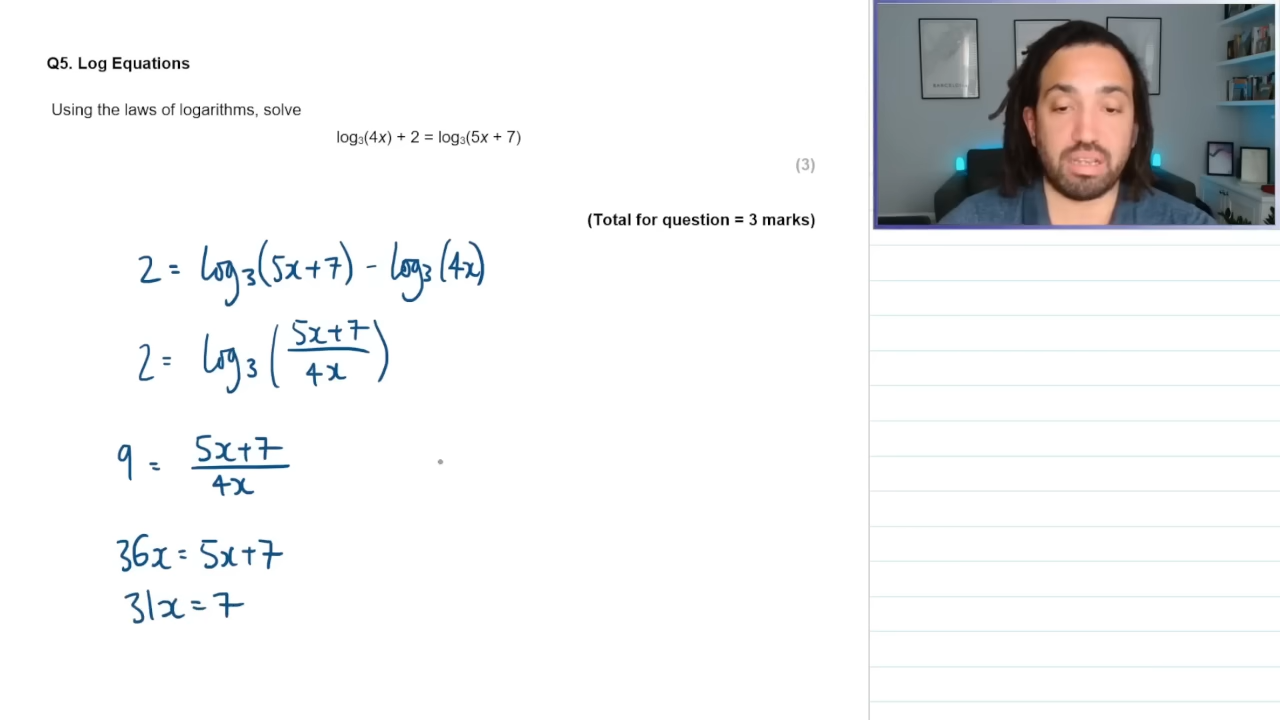 Q5. Log Equations
Using the laws of logarithms, solve
log₃(4x) + 2 = log₃(5x + 7)
(3)
(Total for question = 3 marks)
2 = log₃(5x+7) - log₃(4x)
2 = log₃((5x+7)/(4x))
9 = (5x+7)/(4x)
36x = 5x+7
31x = 7